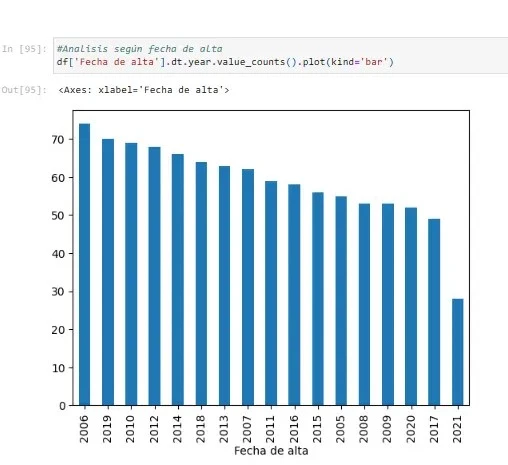 In [95]:
#Analisis según fecha de alta
df['Fecha de alta'].dt.year.value_counts().plot(kind='bar')
Out[95]: <Axes: xlabel='Fecha de alta'>
70
60
50
40
30
20
10
0
2006 2019 2010 2012 2014 2018 2013 2007 2011 2016 2015 2005 2008 2009 2020 2017 2021
Fecha de alta